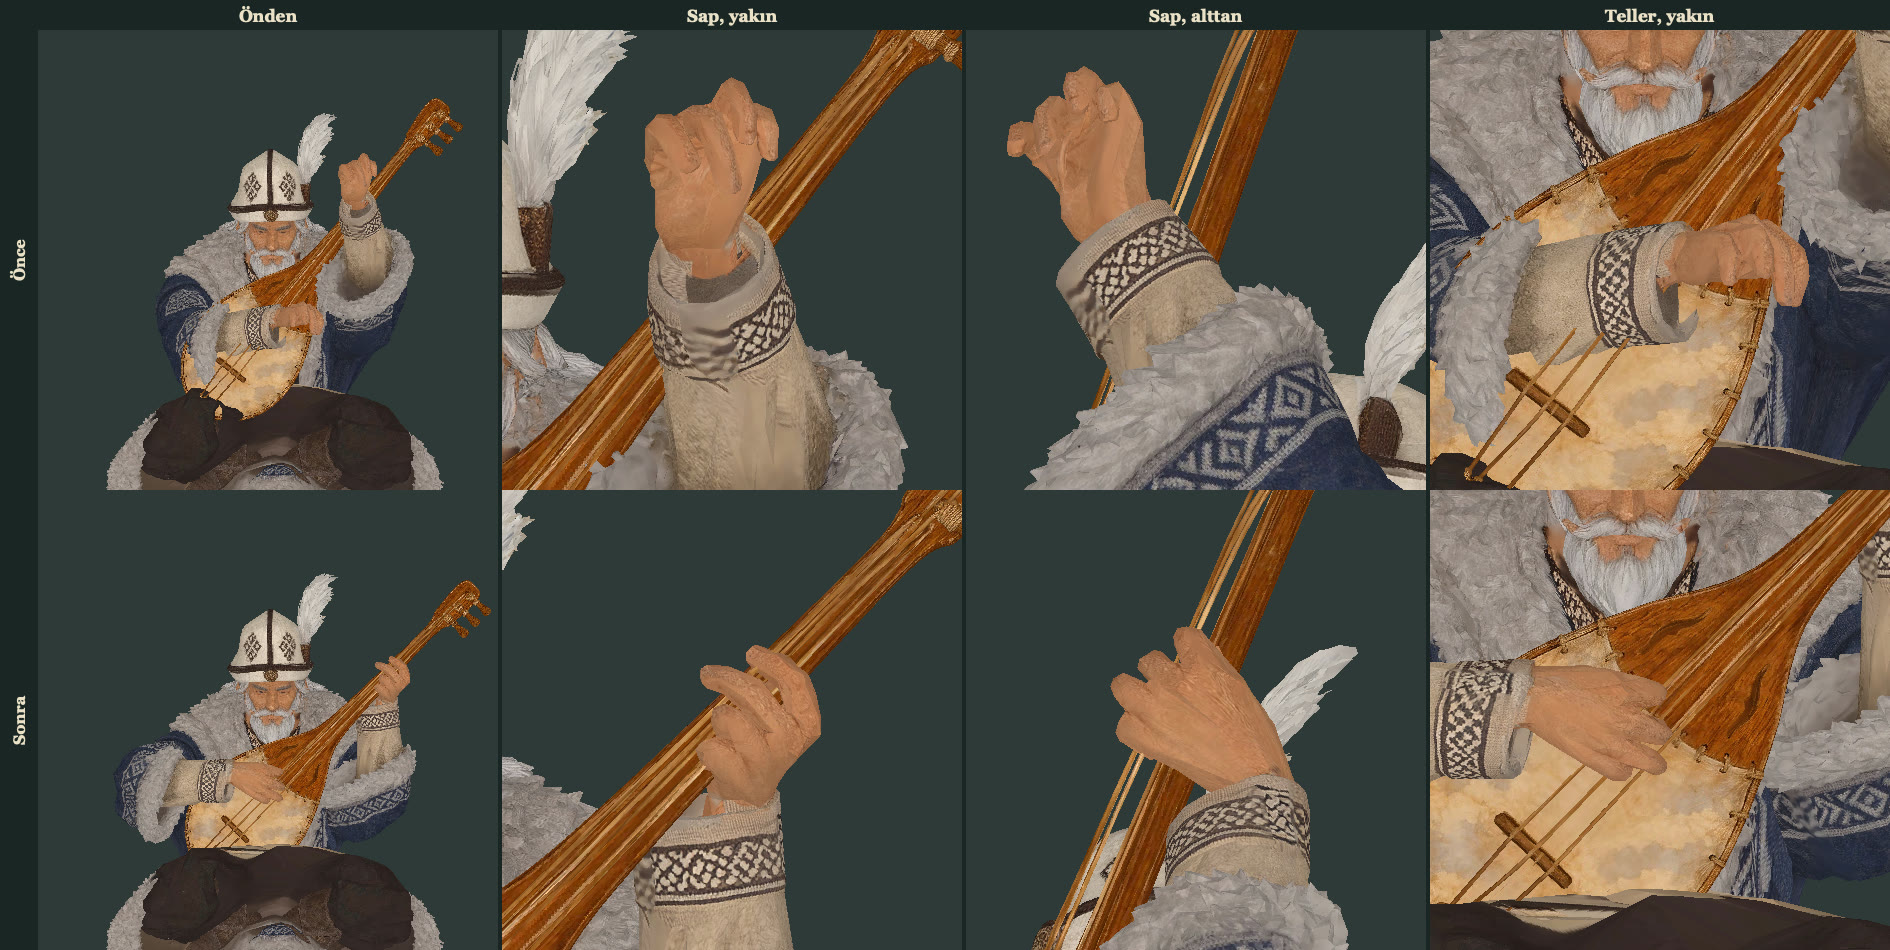 Önden
Sap, yakın
Sap, alttan
Teller, yakın
Önce
Sonra